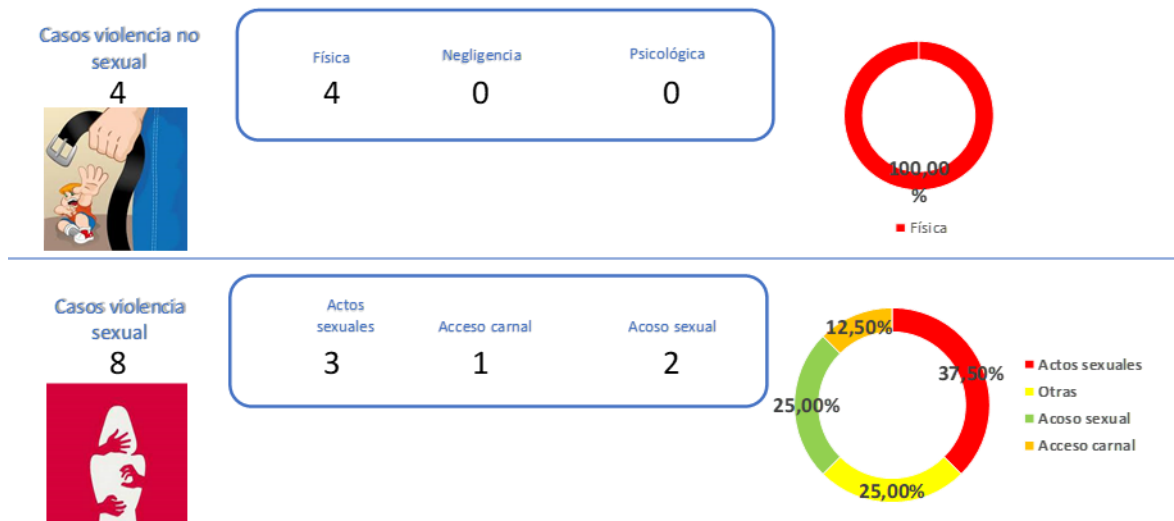 Casos violencia no
sexual
4
Física
Negligencia
Psicológica
4
0
0
100,00
%
Física
Casos violencia
sexual
8
Actos
sexuales
Acceso carnal
Acoso sexual
3
1
2
12,50%
37,50%
25,00%
25,00%
Actos sexuales
Otras
Acoso sexual
Acceso carnal